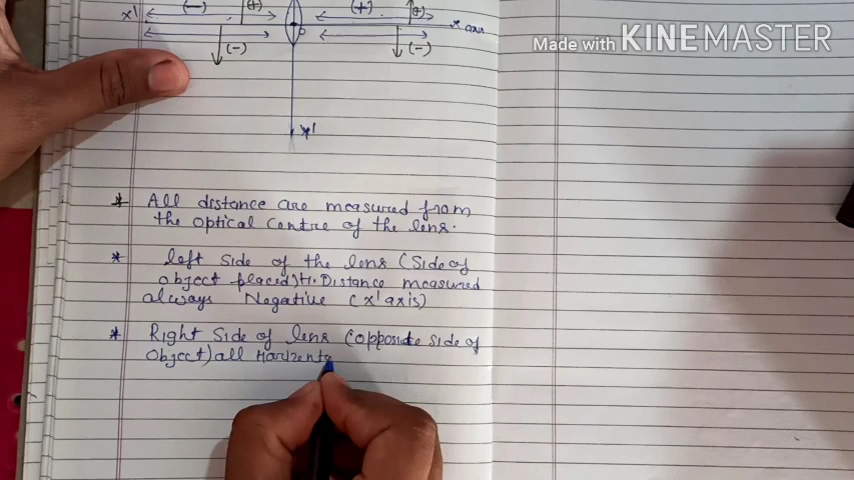 (-) (+) (+) (+)
x'
(-) (-)
Made with KINEMASTER
* All distance are measured from
the optical Centre of the lens.
* left side of the lens (Side of
object placed) H. Distance measured
always Negative (x' axis)
* Right Side of lens (opposite side of
Object) all Horizenta